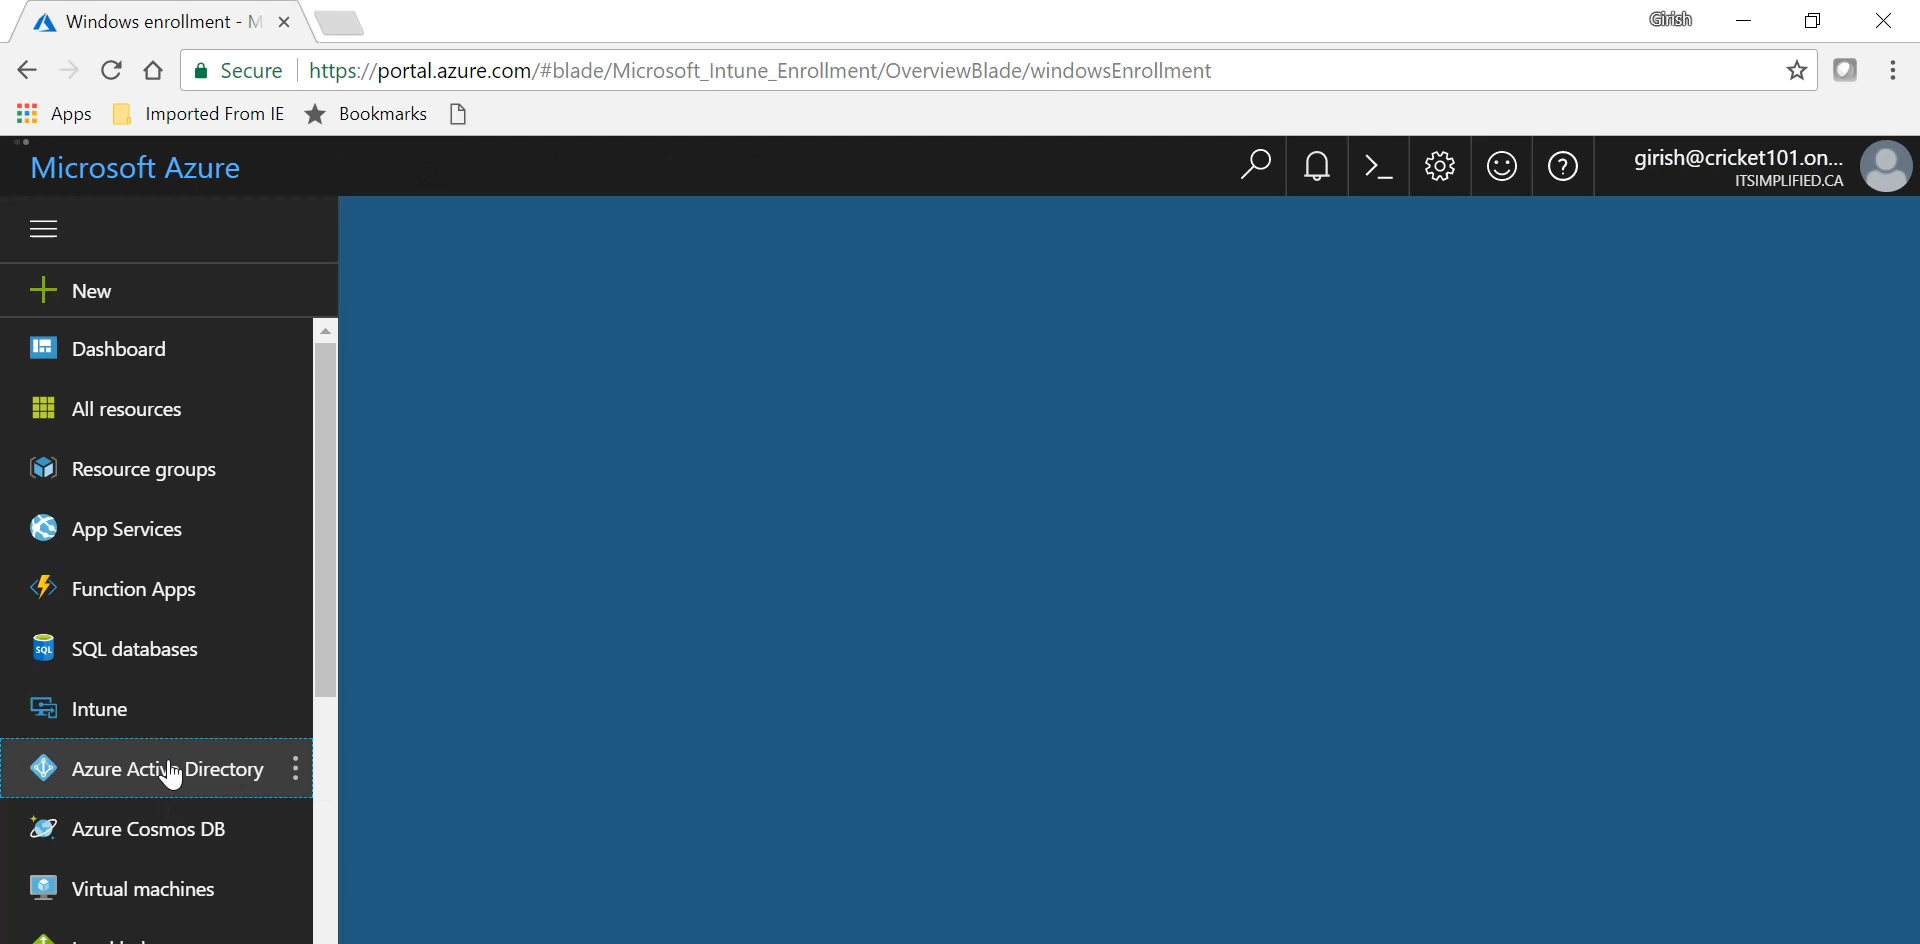 Windows enrollment - M
Girish
Secure
https://portal.azure.com/#blade/Microsoft_Intune_Enrollment/OverviewBlade/windowsEnrollment
Apps
Imported From IE
Bookmarks
Microsoft Azure
girish@cricket101.on...
ITSIMPLIFIED.CA
New
Dashboard
All resources
Resource groups
App Services
Function Apps
SQL
SQL databases
Intune
Azure Active Directory
Azure Cosmos DB
Virtual machines